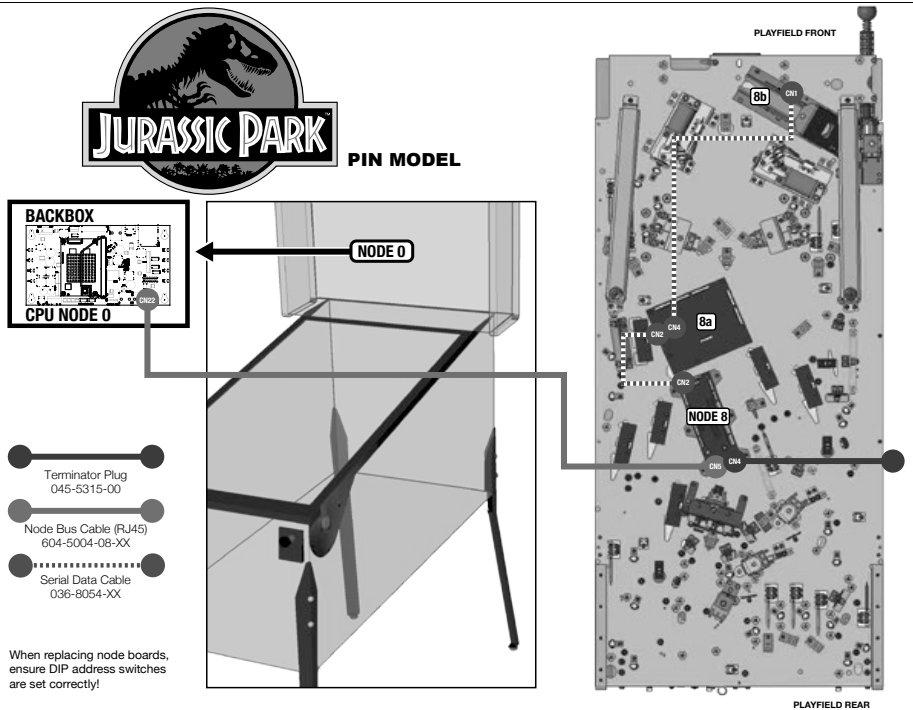 PLAYFIELD FRONT
JURASSIC PARK™
PIN MODEL
8b
CN1
BACKBOX
NODE 0
CN22
CPU NODE 0
CN2
CN4
8a
CN2
NODE 8
CN5
CN4
Terminator Plug
045-5315-00
Node Bus Cable (RJ45)
604-5004-08-XX
Serial Data Cable
036-8054-XX
When replacing node boards,
ensure DIP address switches
are set correctly!
PLAYFIELD REAR